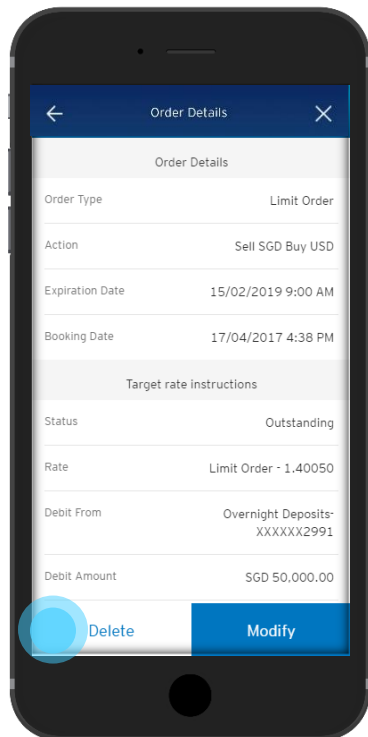 Order Details
Order Details
Order Type Limit Order
Action Sell SGD Buy USD
Expiration Date 15/02/2019 9:00 AM
Booking Date 17/04/2017 4:38 PM
Target rate instructions
Status Outstanding
Rate Limit Order - 1.40050
Debit From Overnight Deposits-
XXXXXX2991
Debit Amount SGD 50,000.00
Delete Modify